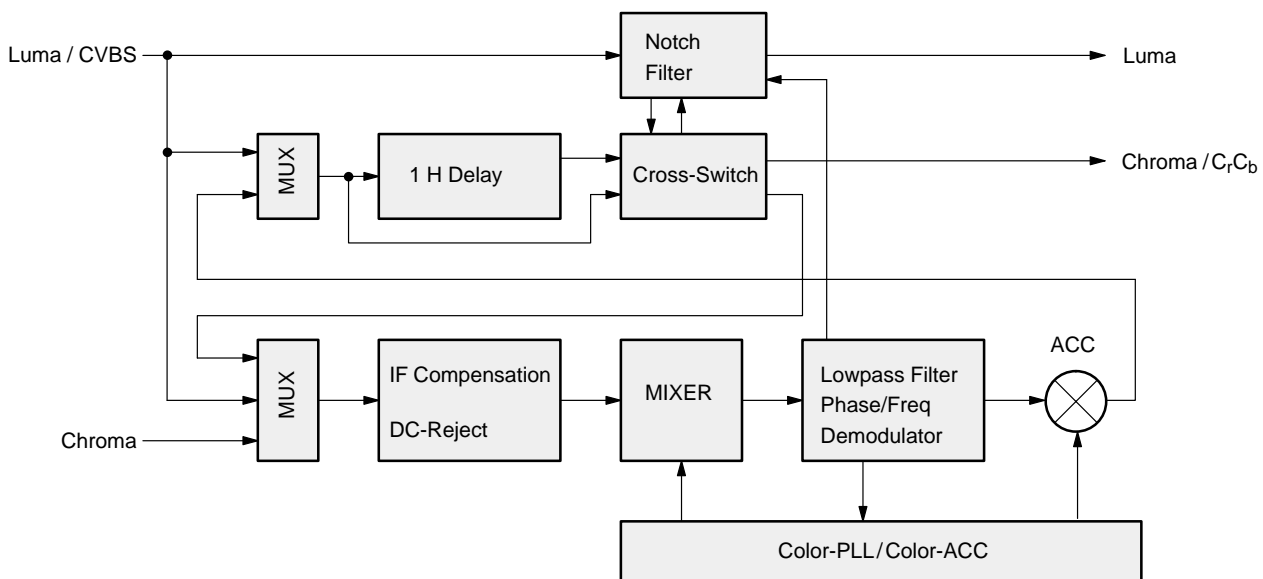 Luma / CVBS
Notch
Filter
Luma
MUX
1 H Delay
Cross-Switch
Chroma / CrCb
ACC
MUX
IF Compensation
DC-Reject
MIXER
Lowpass Filter
Phase/Freq
Demodulator
Chroma
Color-PLL / Color-ACC